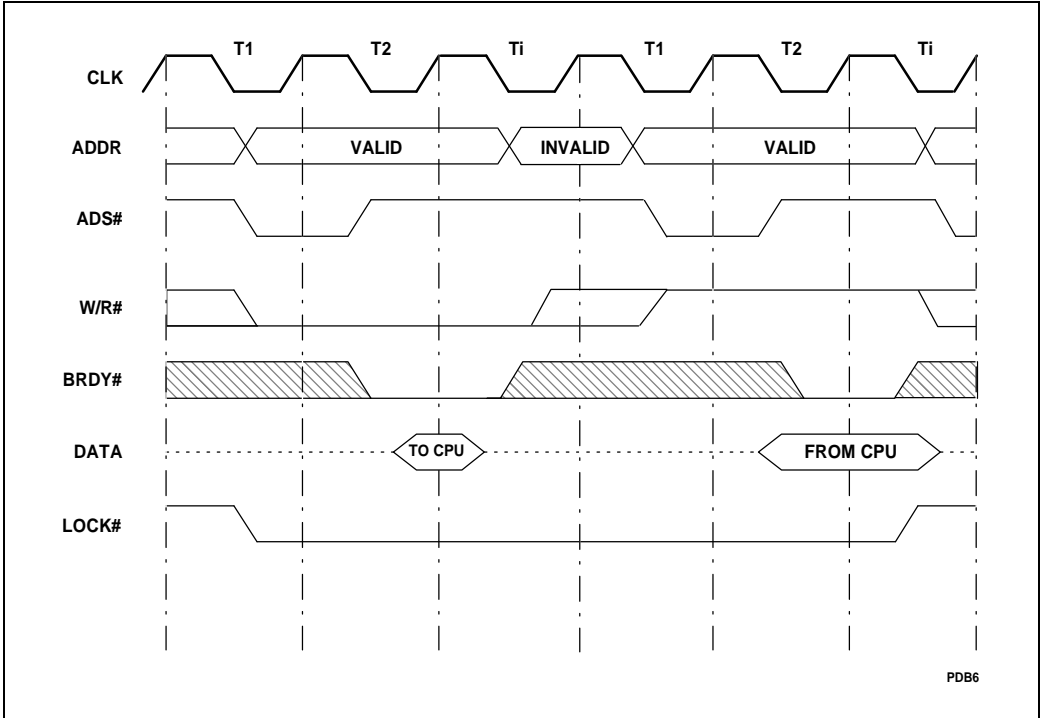 T1 T2 Ti T1 T2 Ti
CLK
ADDR VALID INVALID VALID
ADS#
W/R#
BRDY#
DATA TO CPU FROM CPU
LOCK#
PDB6